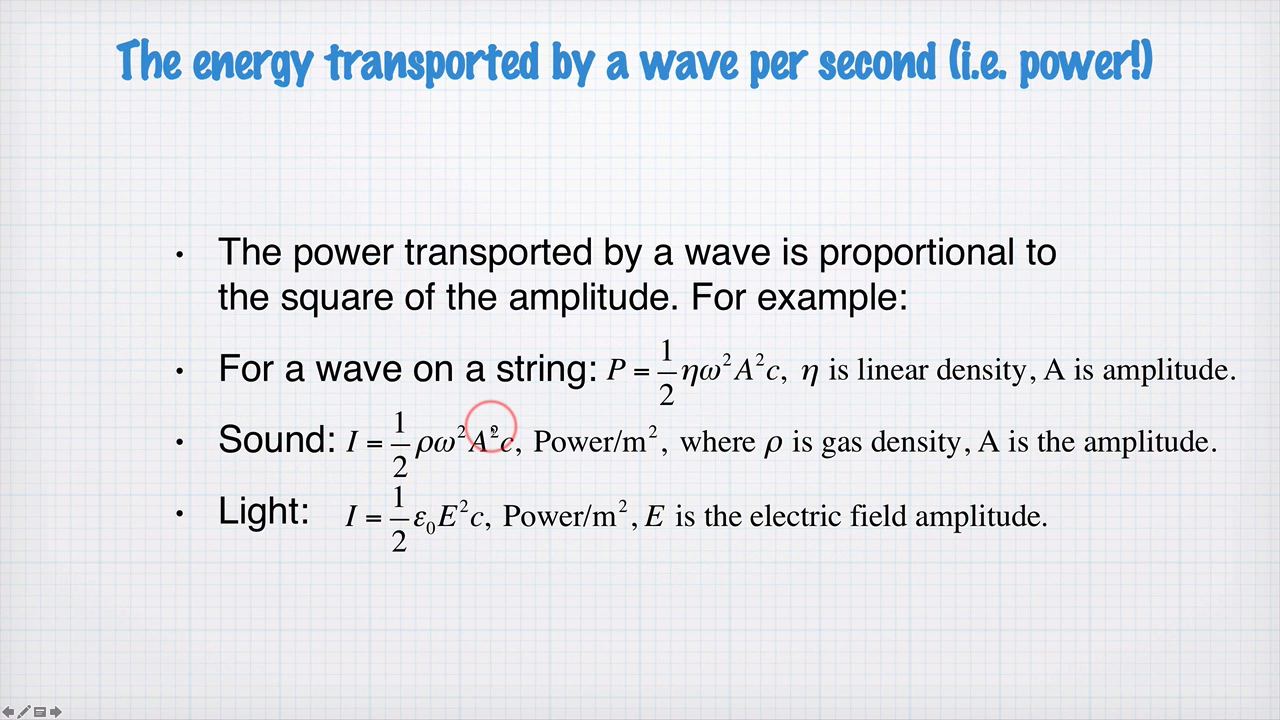 The energy transported by a wave per second (i.e. power!)
• The power transported by a wave is proportional to
the square of the amplitude. For example:
• For a wave on a string: P = 1/2 ηω²A²c, η is linear density, A is amplitude.
• Sound: I = 1/2 ρω²A²c, Power/m², where ρ is gas density, A is the amplitude.
• Light: I = 1/2 ε₀E²c, Power/m², E is the electric field amplitude.